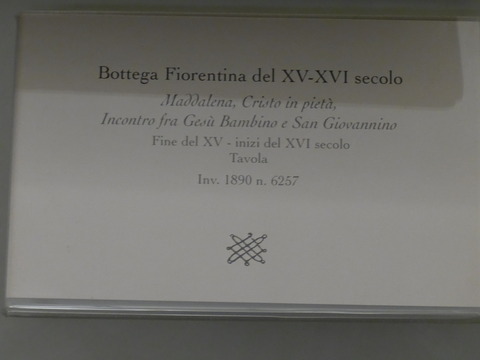 Bottega Fiorentina del XV-XVI secolo
Maddalena, Cristo in pietà,
Incontro fra Gesù Bambino e San Giovannino
Fine del XV - inizi del XVI secolo
Tavola
Inv. 1890 n. 6257